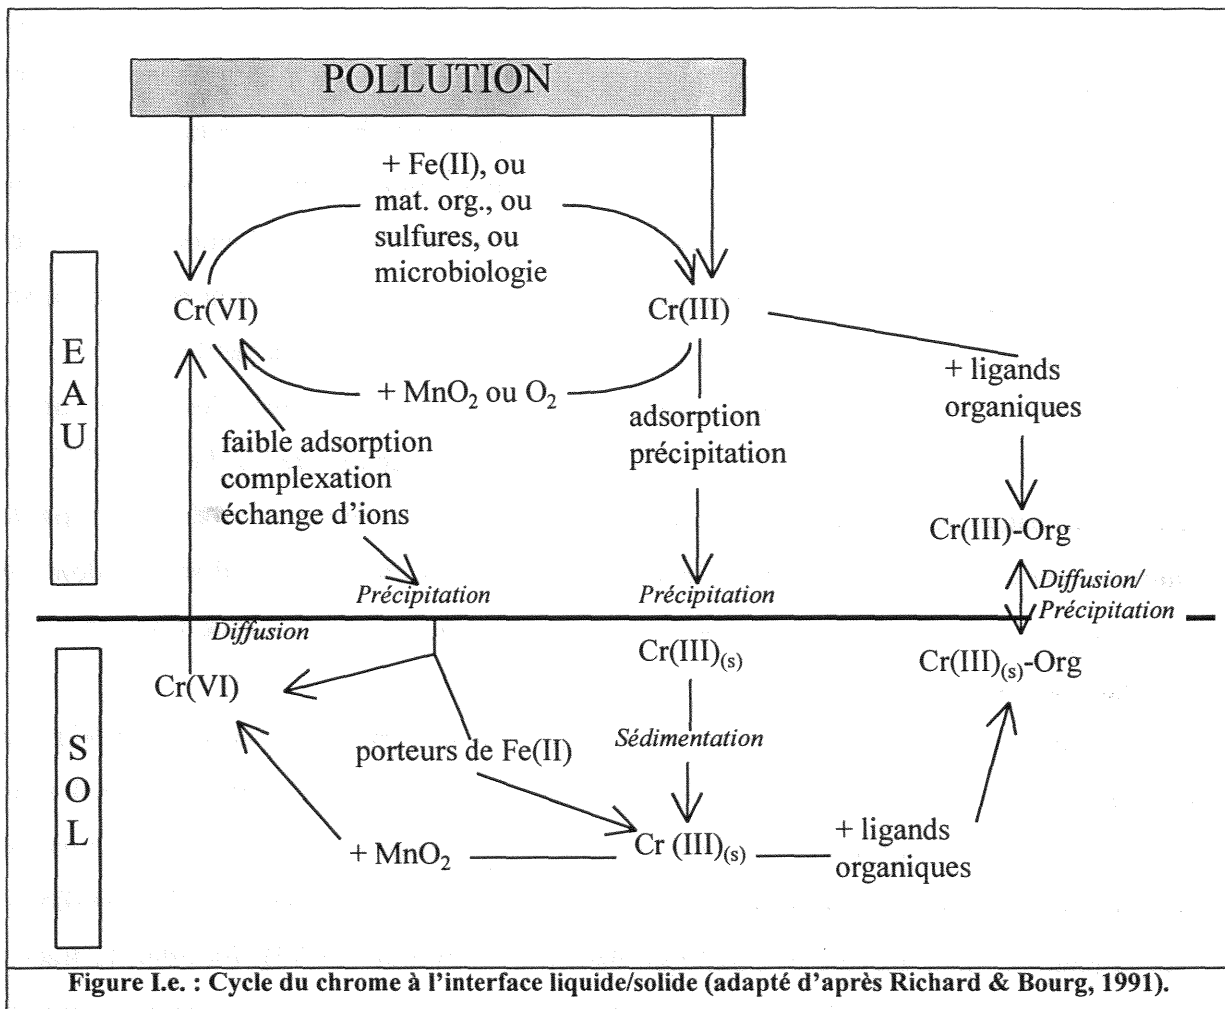 POLLUTION
+ Fe(II), ou
mat. org., ou
sulfures, ou
microbiologie
Cr(VI)
Cr(III)
E
A
U
+ MnO₂ ou O₂
+ ligands
organiques
faible adsorption
complexation
échange d'ions
adsorption
précipitation
Cr(III)-Org
Précipitation
Précipitation
Diffusion/
Précipitation
Diffusion
S
O
L
Cr(VI)
Cr(III)(s)
Cr(III)(s)-Org
porteurs de Fe(II)
Sédimentation
+ MnO₂
Cr (III)(s)
+ ligands
organiques
Figure I.e. : Cycle du chrome à l'interface liquide/solide (adapté d'après Richard & Bourg, 1991).